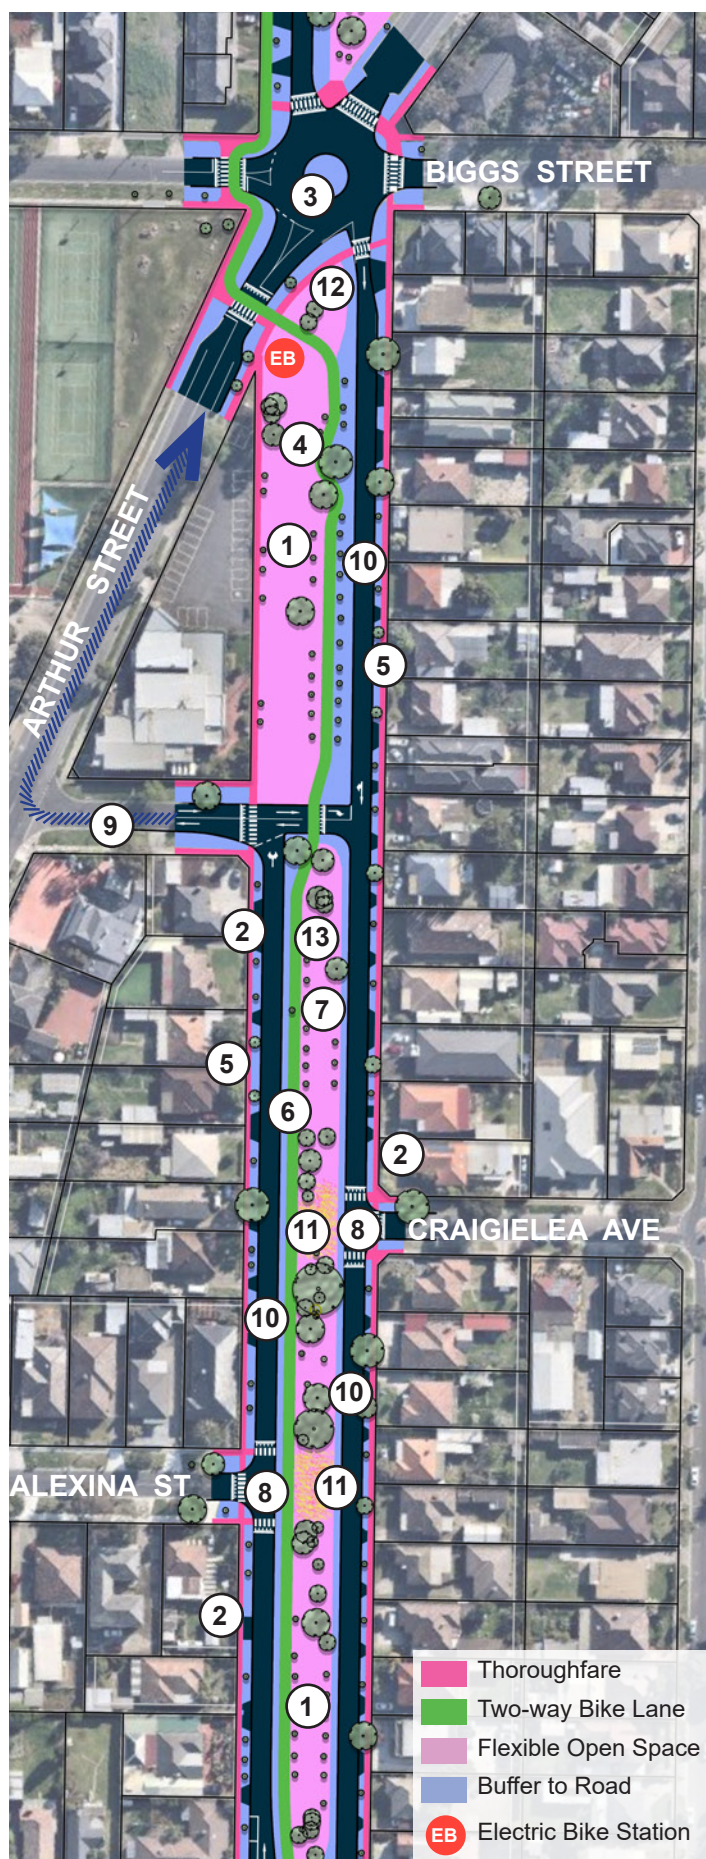 BIGGS STREET
3
12
EB
4
ARTHUR STREET
1
10
5
9
2
13
7
5
6
2
11
8
CRAIGIELEA AVE
10
10
ALEXINA ST
8
11
2
1
Thoroughfare
Two-way Bike Lane
Flexible Open Space
Buffer to Road
EB Electric Bike Station